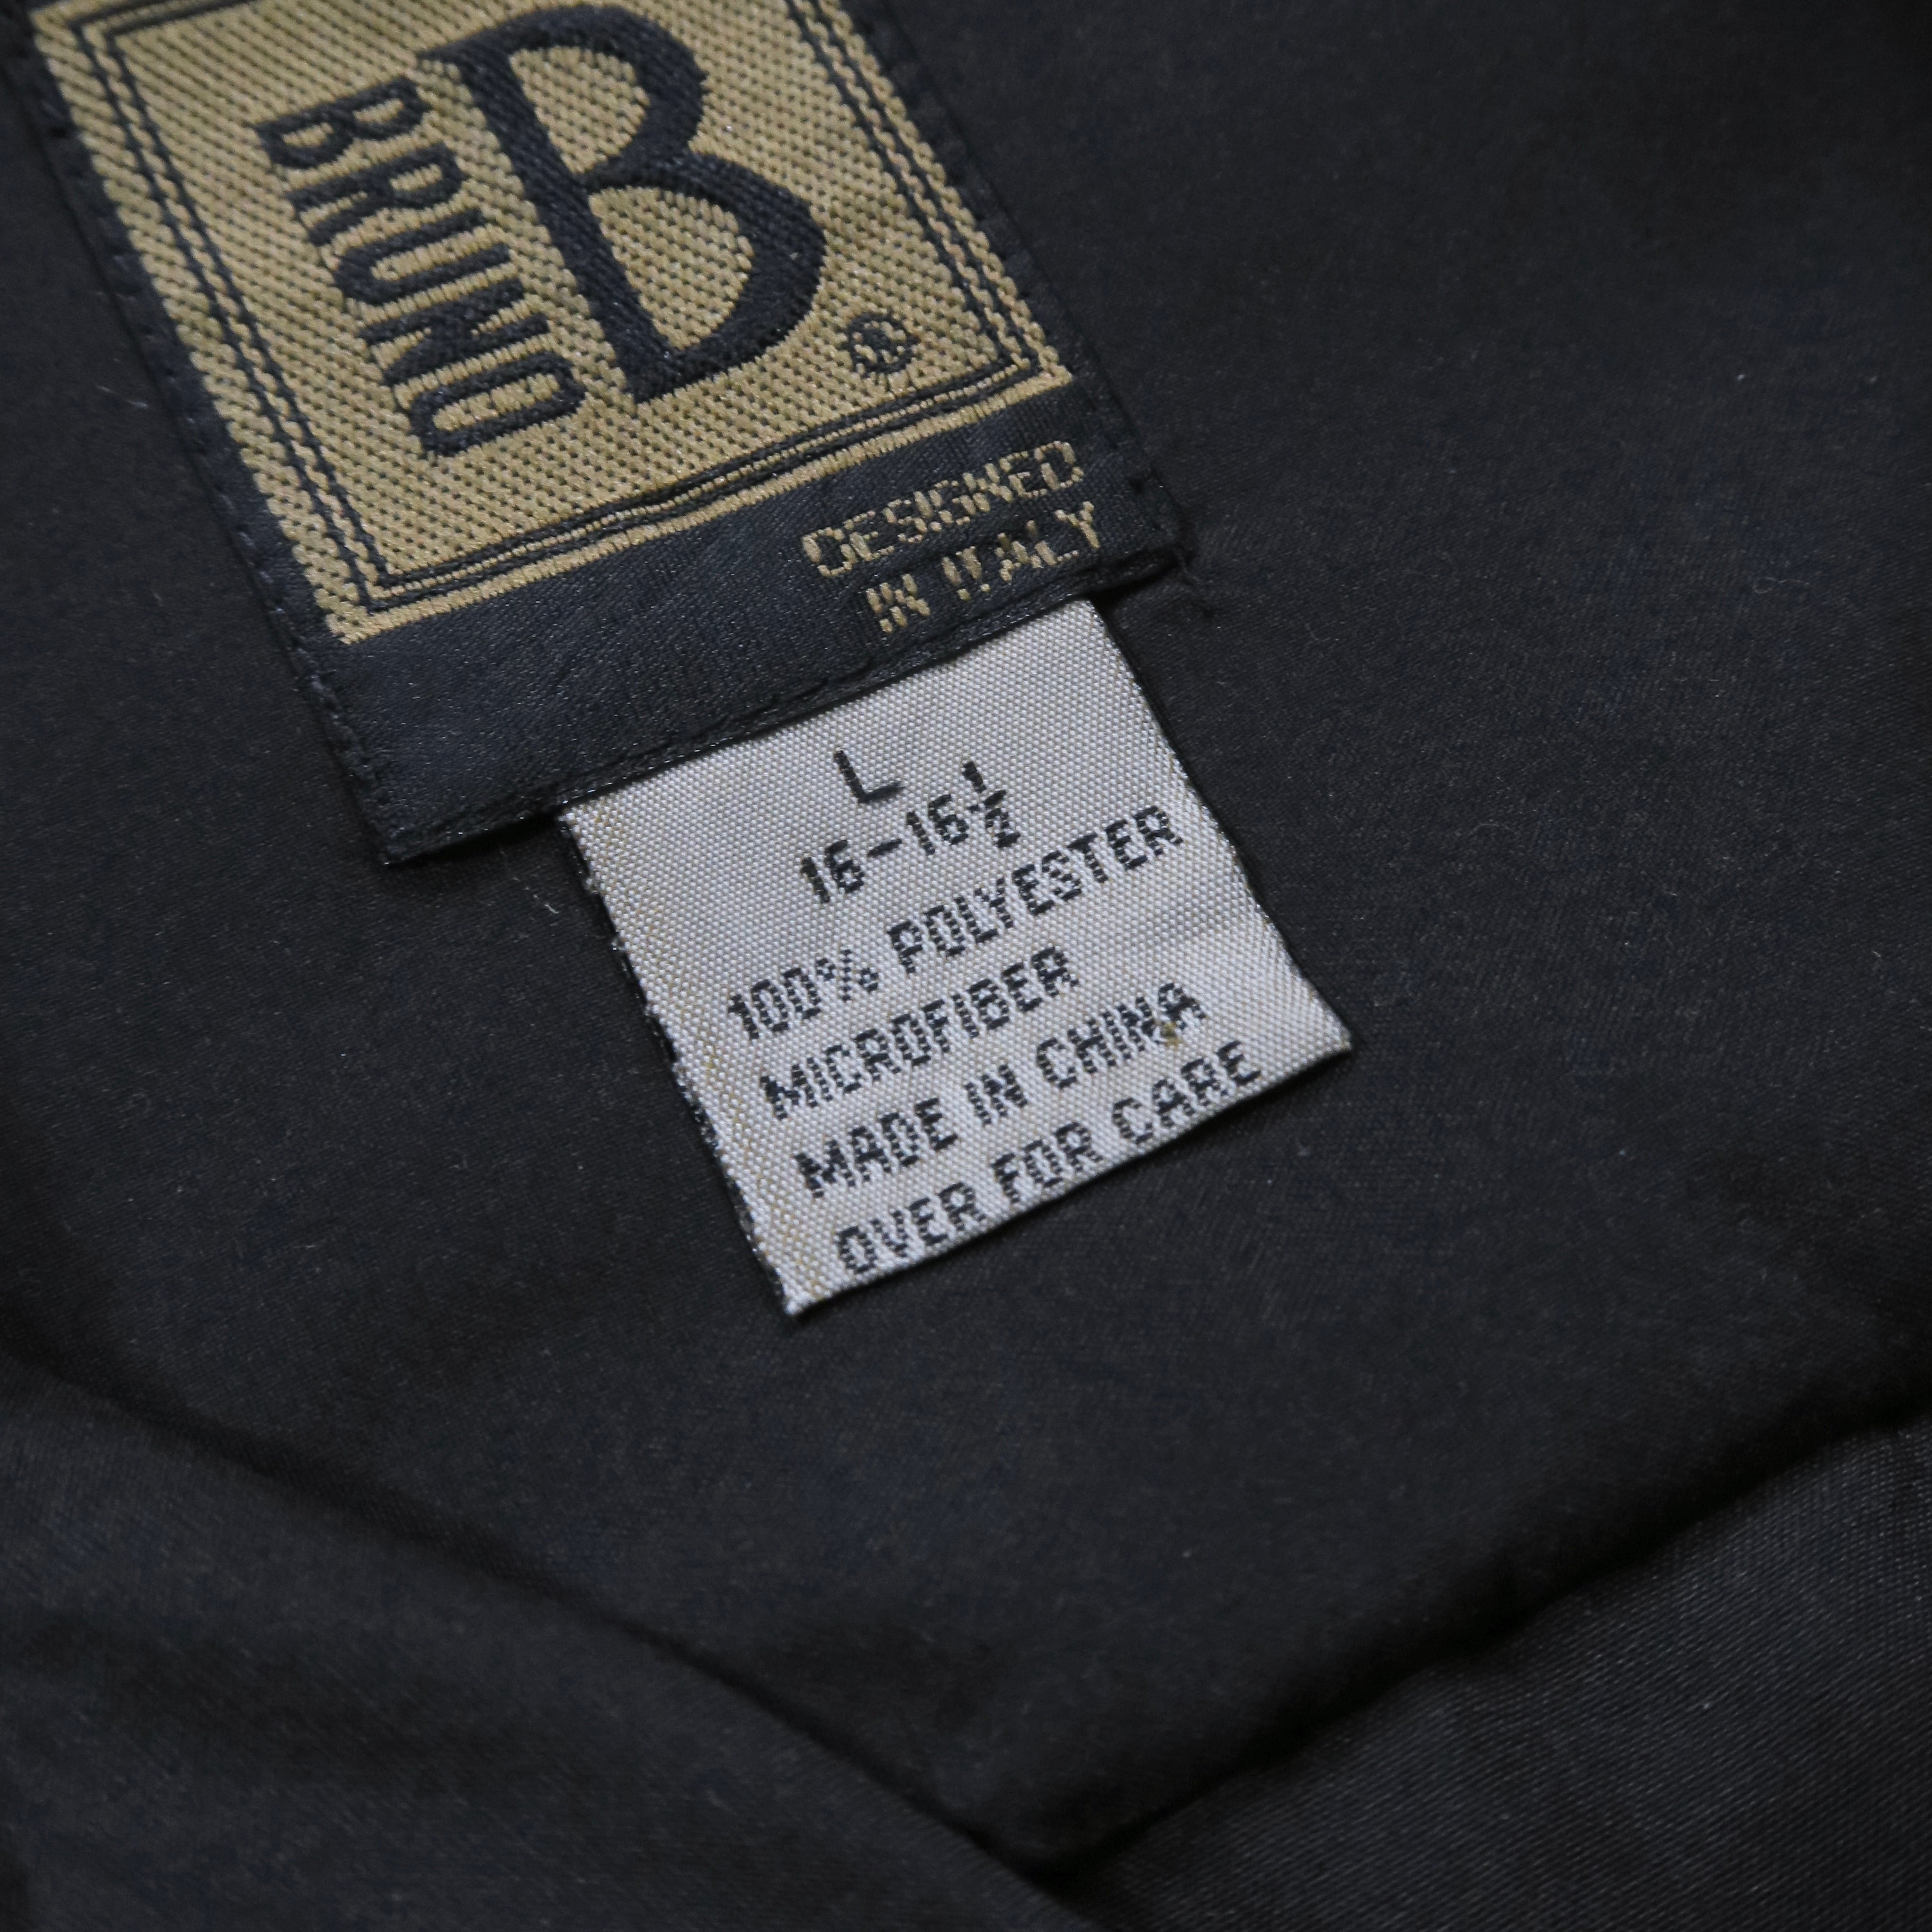 B
BRUNO
®
DESIGNED
IN ITALY
L
16-16½
100% POLYESTER
MICROFIBER
MADE IN CHINA
OVER FOR CARE